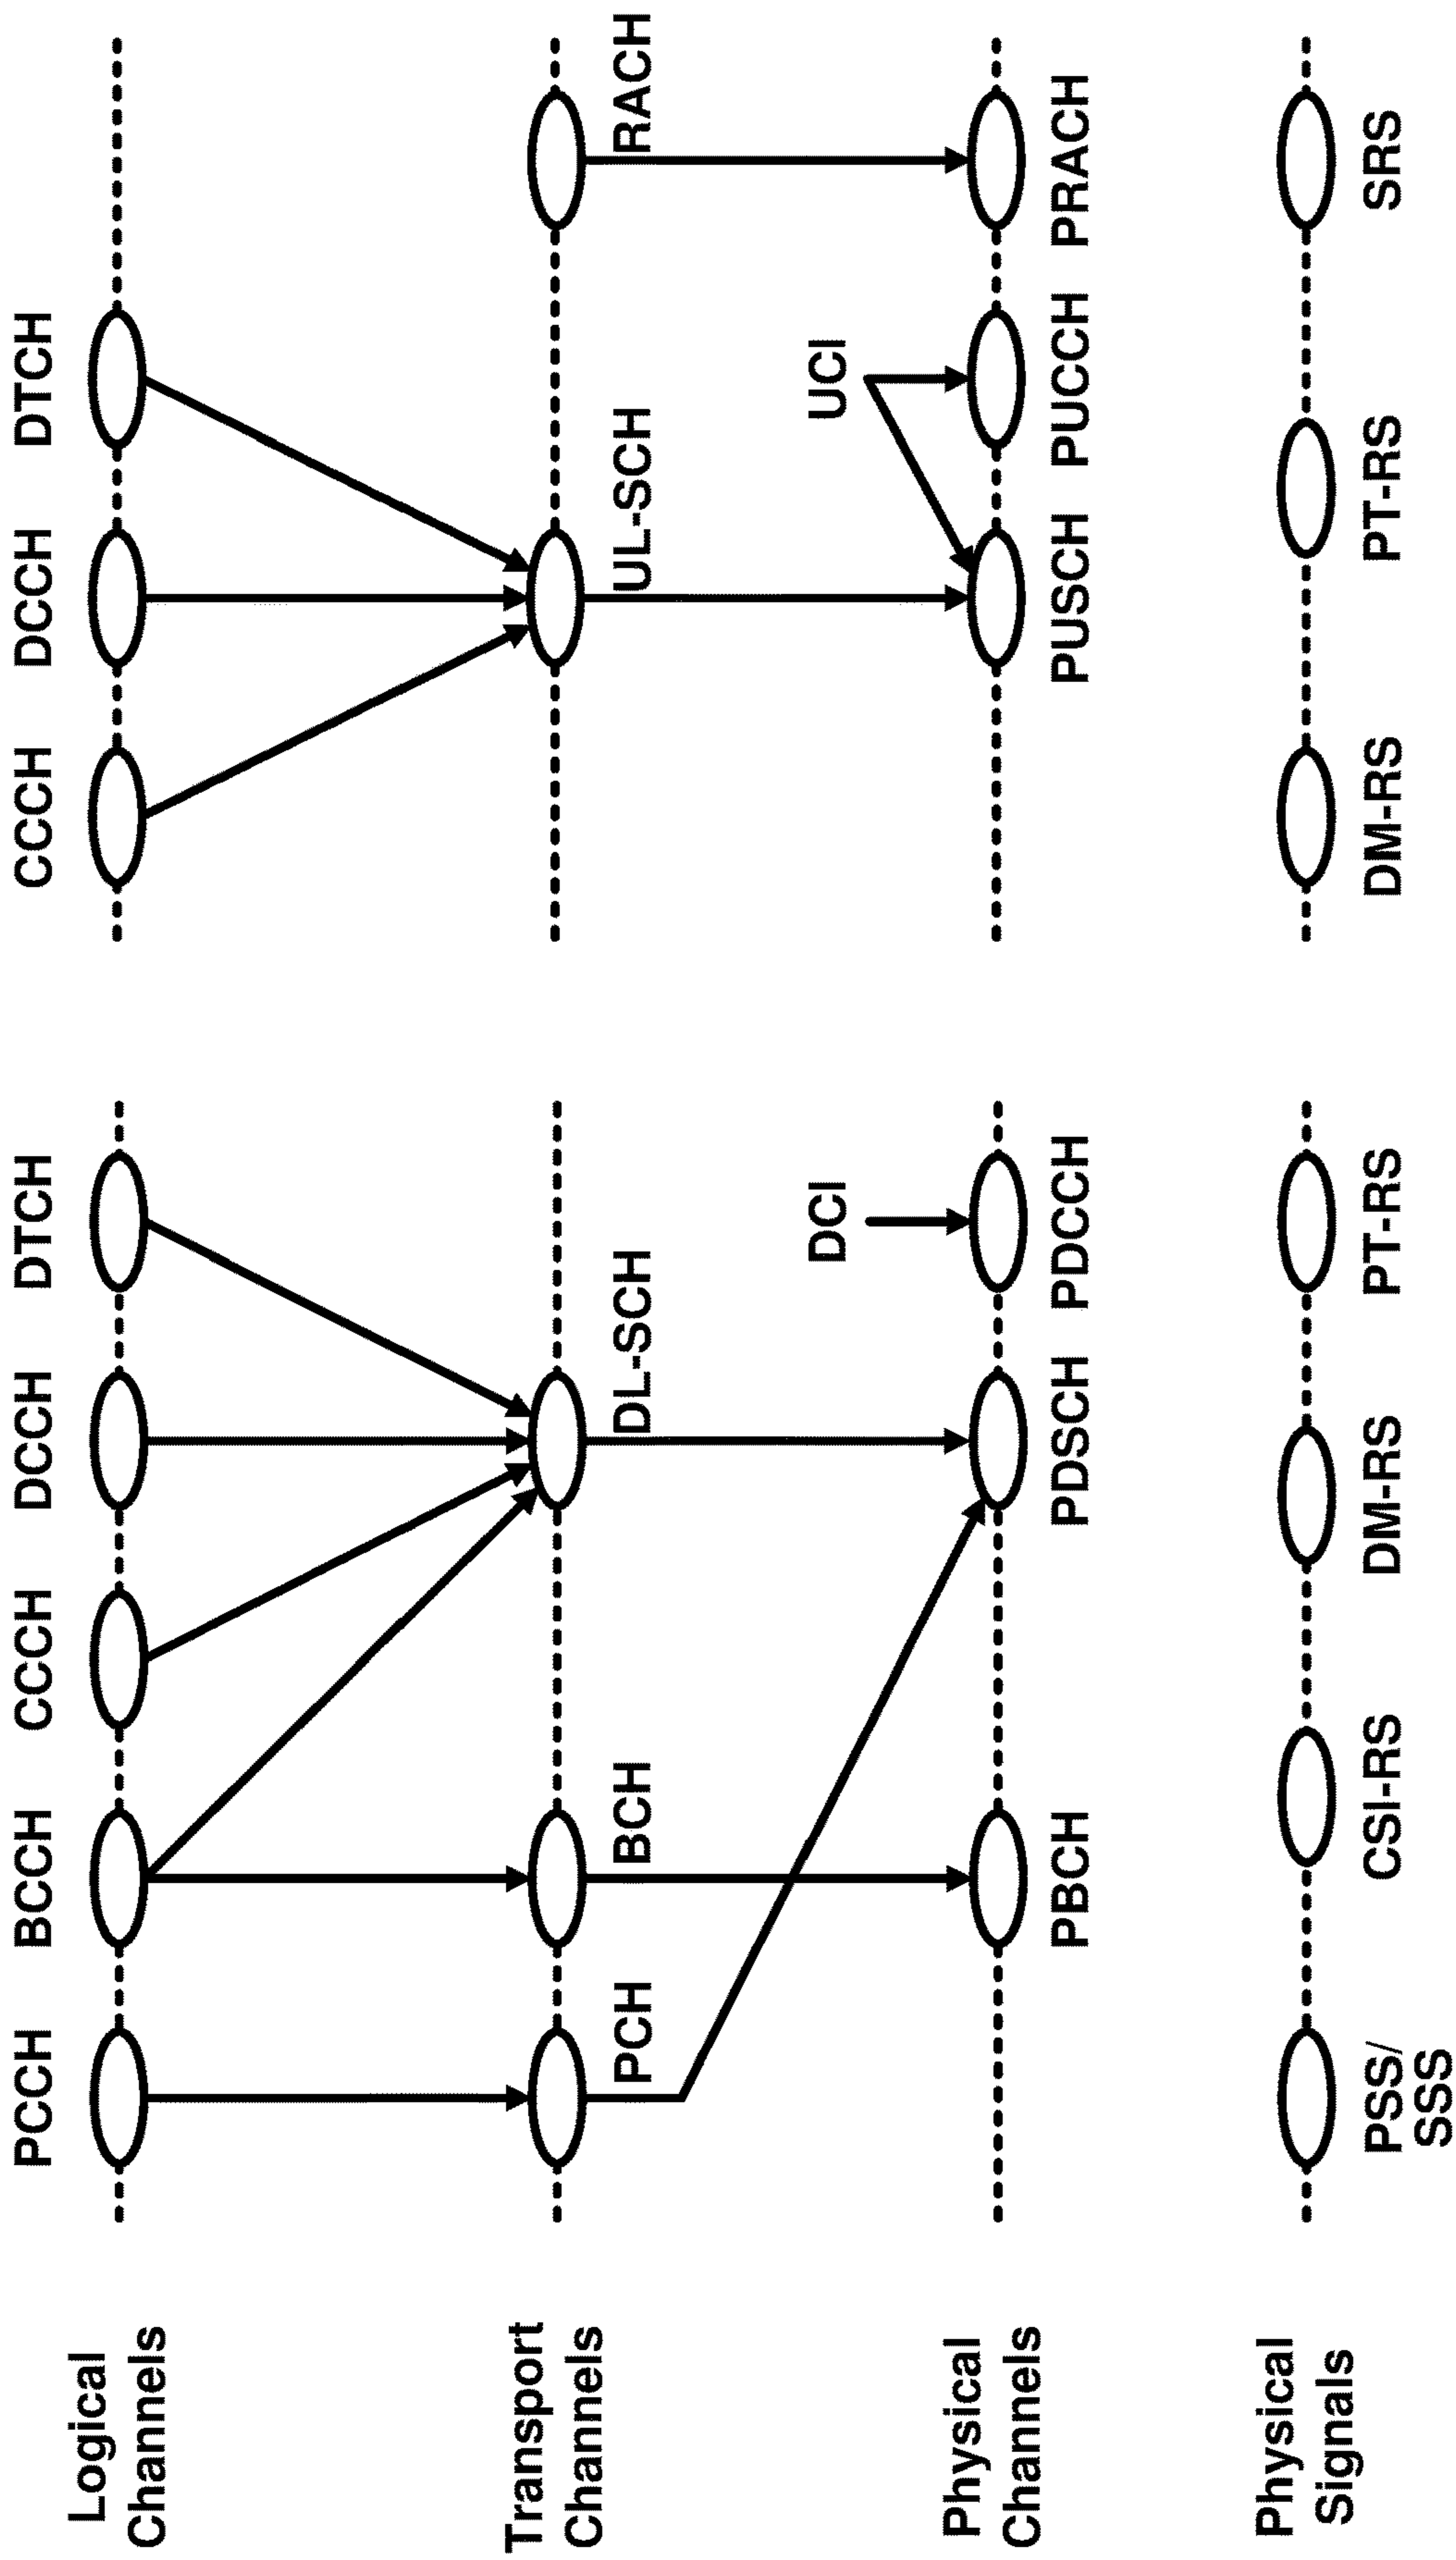 Logical
Channels
PCCH
BCCH
CCCH
DCCH
DTCH
CCCH
DCCH
DTCH
Transport
Channels
PCH
BCH
DL-SCH
UL-SCH
RACH
DCI
UCI
Physical
Channels
PBCH
PDSCH
PDCCH
PUSCH
PUCCH
PRACH
Physical
Signals
PSS/
SSS
CSI-RS
DM-RS
PT-RS
DM-RS
PT-RS
SRS